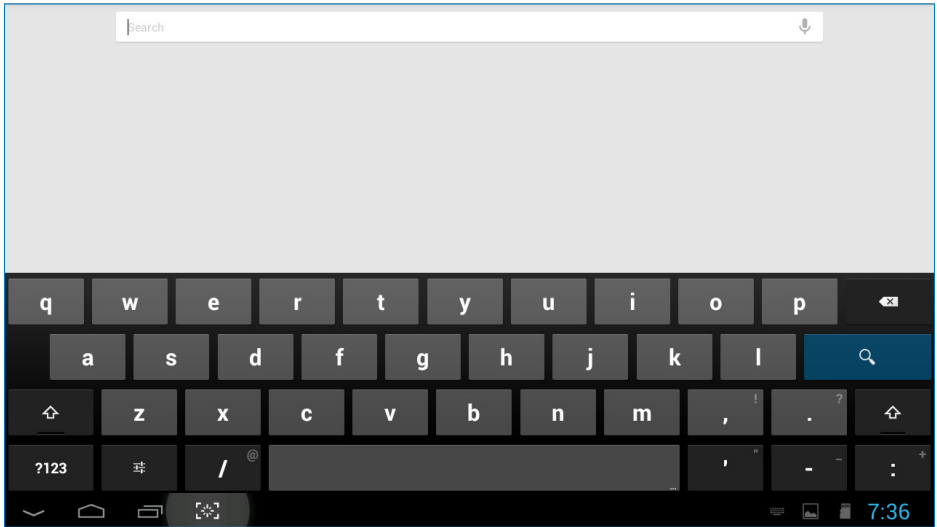 Search
q w e r t y u i o p
a s d f g h j k l
z x c v b n m , ! . ?
?123 / @ ' " - _ : +
7:36